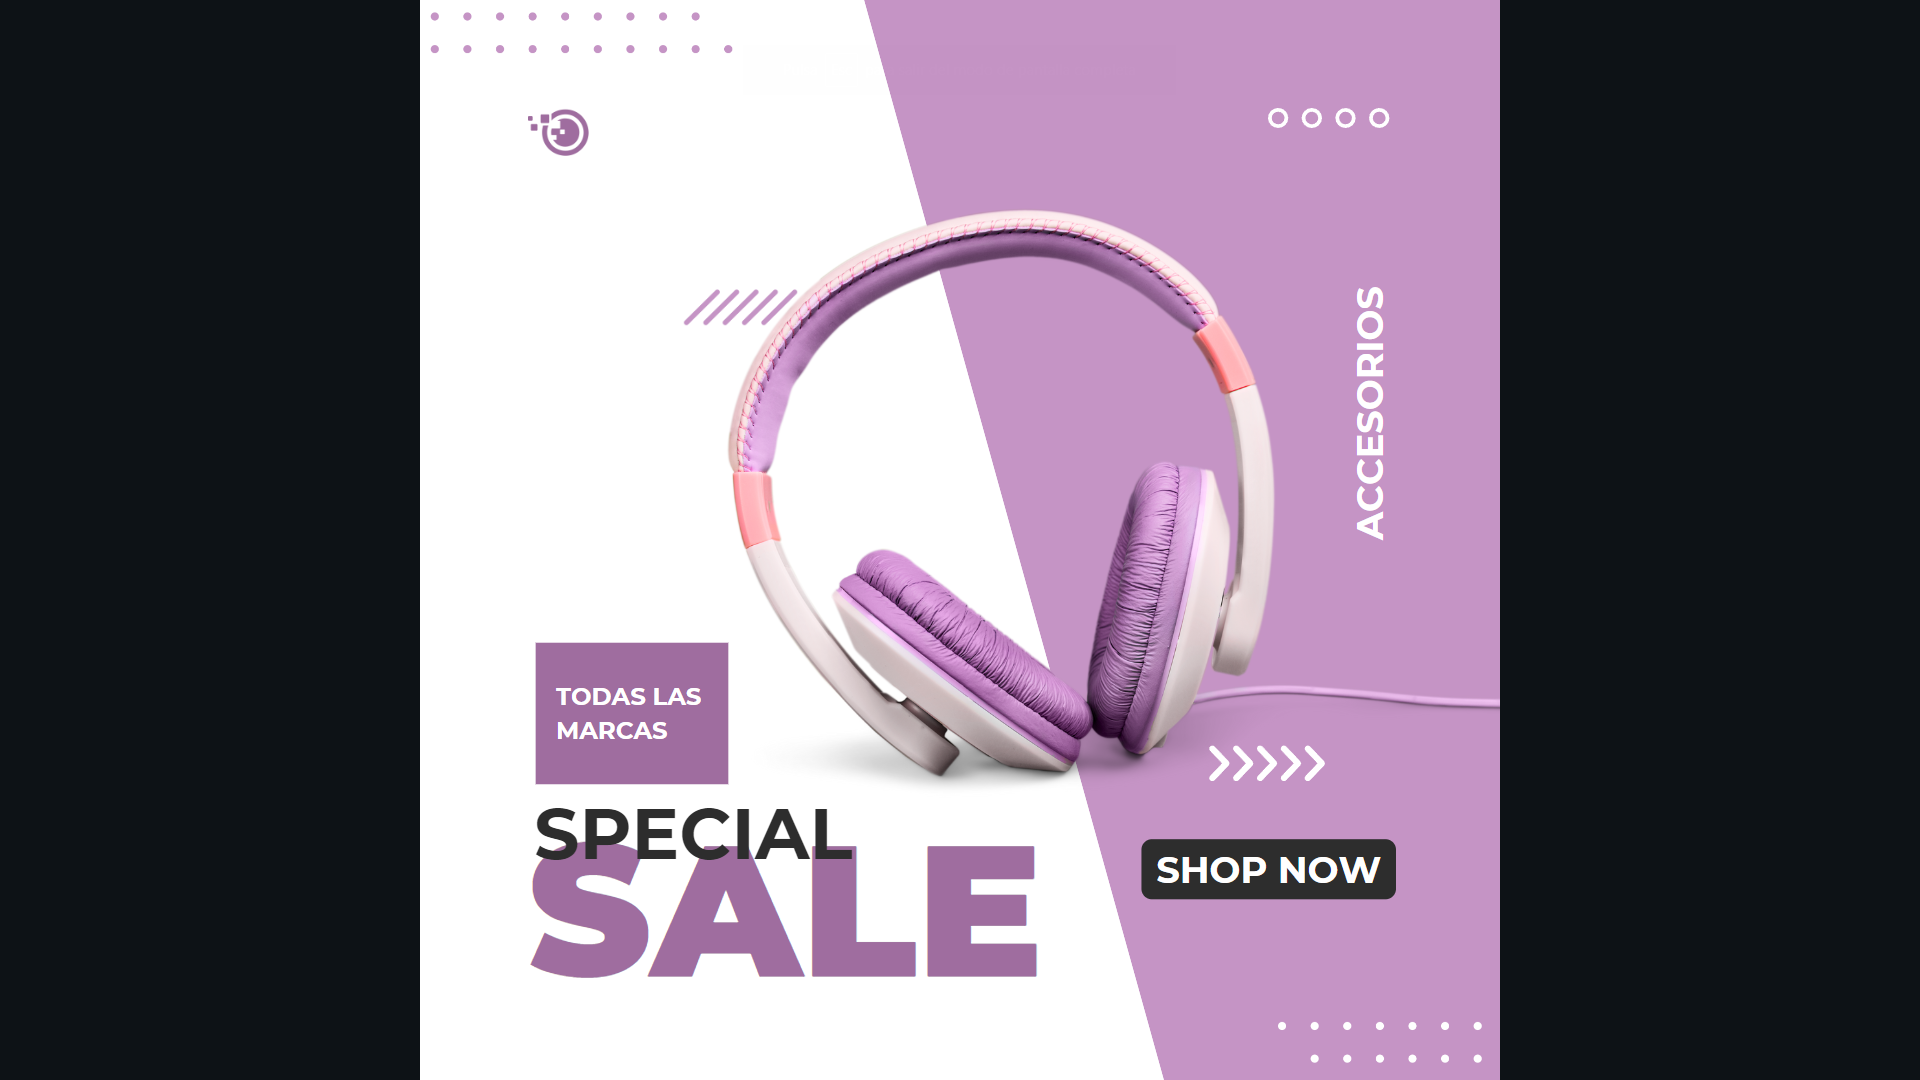 ACCESORIOS
TODAS LAS
MARCAS
SPECIAL
SALE
SHOP NOW